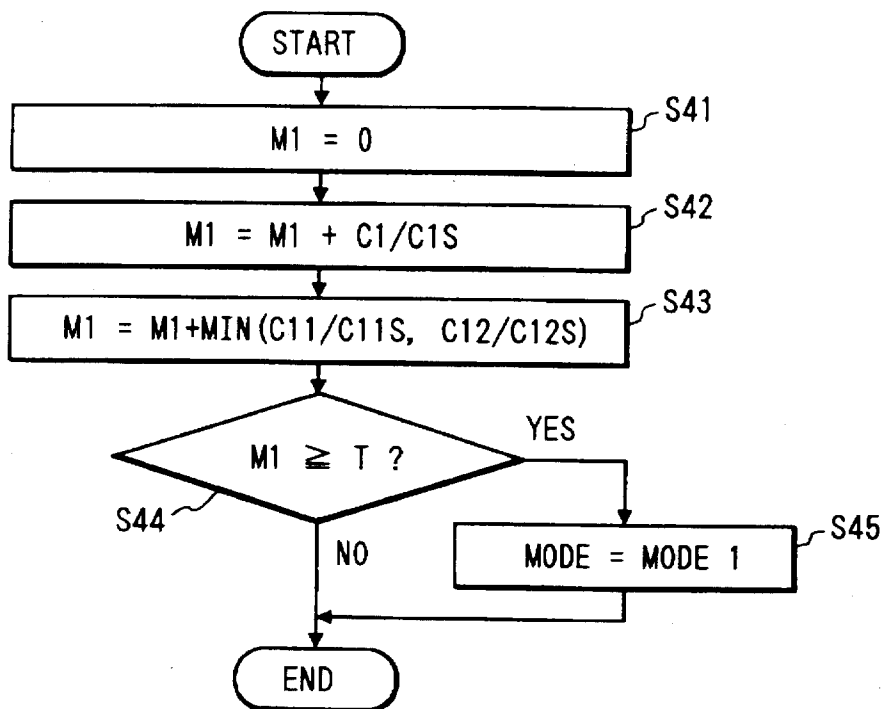 START
M1 = 0
S41
M1 = M1 + C1/C1S
S42
M1 = M1+MIN(C11/C11S, C12/C12S)
S43
M1 ≧ T ?
YES
S44
NO
MODE = MODE 1
S45
END